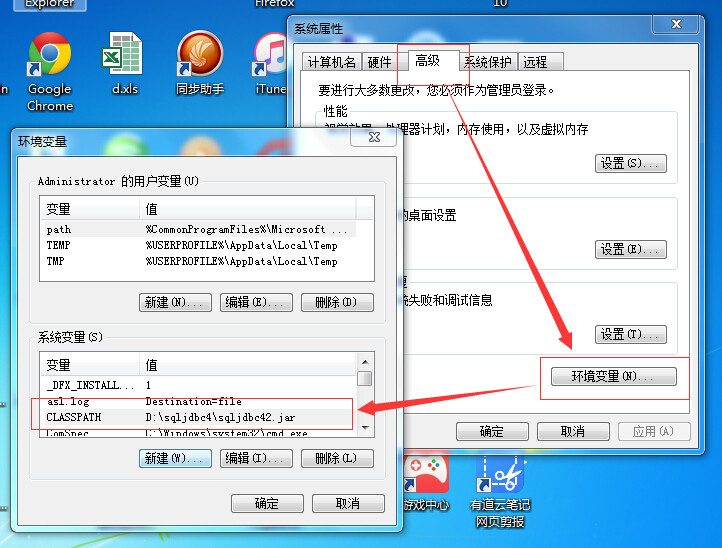 Explorer
Firefox
10
Google
Chrome
d.xls
同步助手
iTune
系统属性
计算机名
硬件
高级
系统保护
远程
要进行大多数更改，您必须作为管理员登录。
性能
视觉效果，处理器计划，内存使用，以及虚拟内存
设置(S)...
的桌面设置
设置(E)...
复
统失败和调试信息
设置(T)...
环境变量(N)...
确定
取消
应用(A)
环境变量
Administrator 的用户变量(U)
变量
值
path
%CommonProgramFiles%\Microsoft ...
TEMP
%USERPROFILE%\AppData\Local\Temp
TMP
%USERPROFILE%\AppData\Local\Temp
新建(N)...
编辑(E)...
删除(D)
系统变量(S)
变量
值
_DFX_INSTALL...
1
asl.log
Destination=file
CLASSPATH
D:\sqljdbc4\sqljdbc42.jar
ComSpec
C:\Windows\system32\cmd.exe
新建(W)...
编辑(I)...
删除(L)
确定
取消
游戏中心
有道云笔记
网页剪报